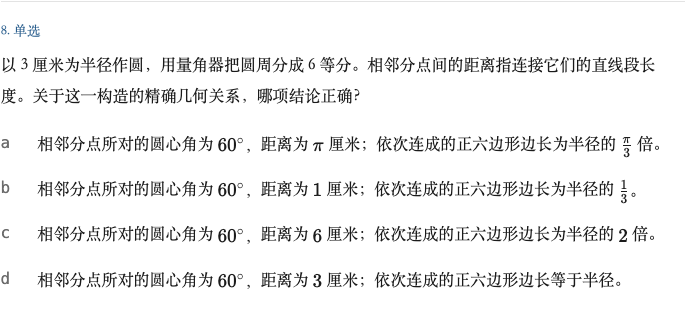 8. 单选
以 3 厘米为半径作圆，用量角器把圆周分成 6 等分。相邻分点间的距离指连接它们的直线段长
度。关于这一构造的精确几何关系，哪项结论正确?
a 相邻分点所对的圆心角为 60°，距离为 π 厘米；依次连成的正六边形边长为半径的 π/3 倍。
b 相邻分点所对的圆心角为 60°，距离为 1 厘米；依次连成的正六边形边长为半径的 1/3。
c 相邻分点所对的圆心角为 60°，距离为 6 厘米；依次连成的正六边形边长为半径的 2 倍。
d 相邻分点所对的圆心角为 60°，距离为 3 厘米；依次连成的正六边形边长等于半径。